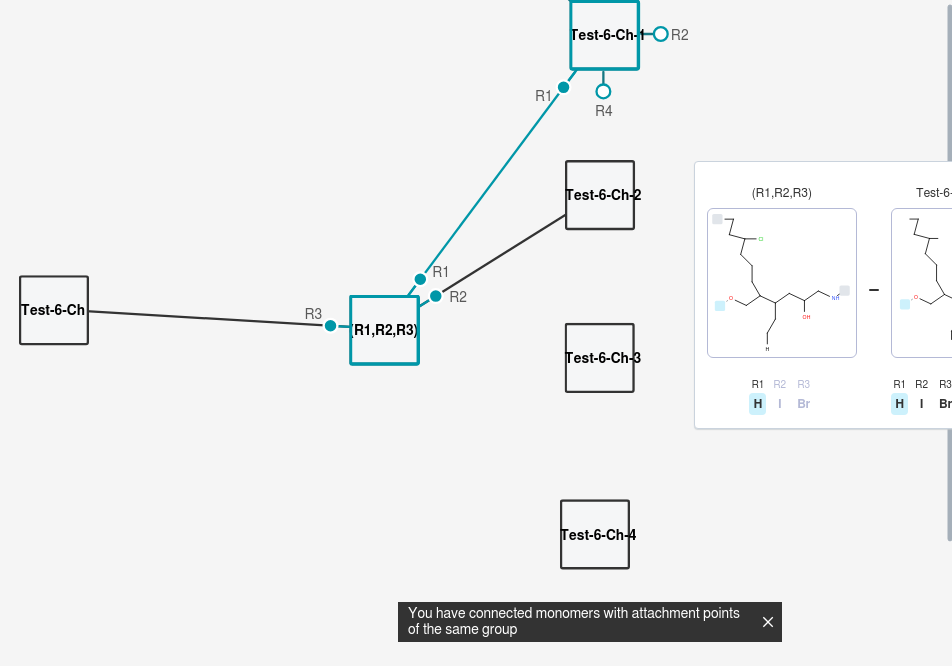 Test-6-Ch-1
R2
R1
R4
Test-6-Ch-2
(R1,R2,R3)
Test-6-
Cl
O
NH
OH
H
O
R1
R2
Test-6-Ch
R3
(R1,R2,R3)
Test-6-Ch-3
R1 R2 R3
H I Br
R1 R2 R3
H I Br
Test-6-Ch-4
You have connected monomers with attachment points
of the same group